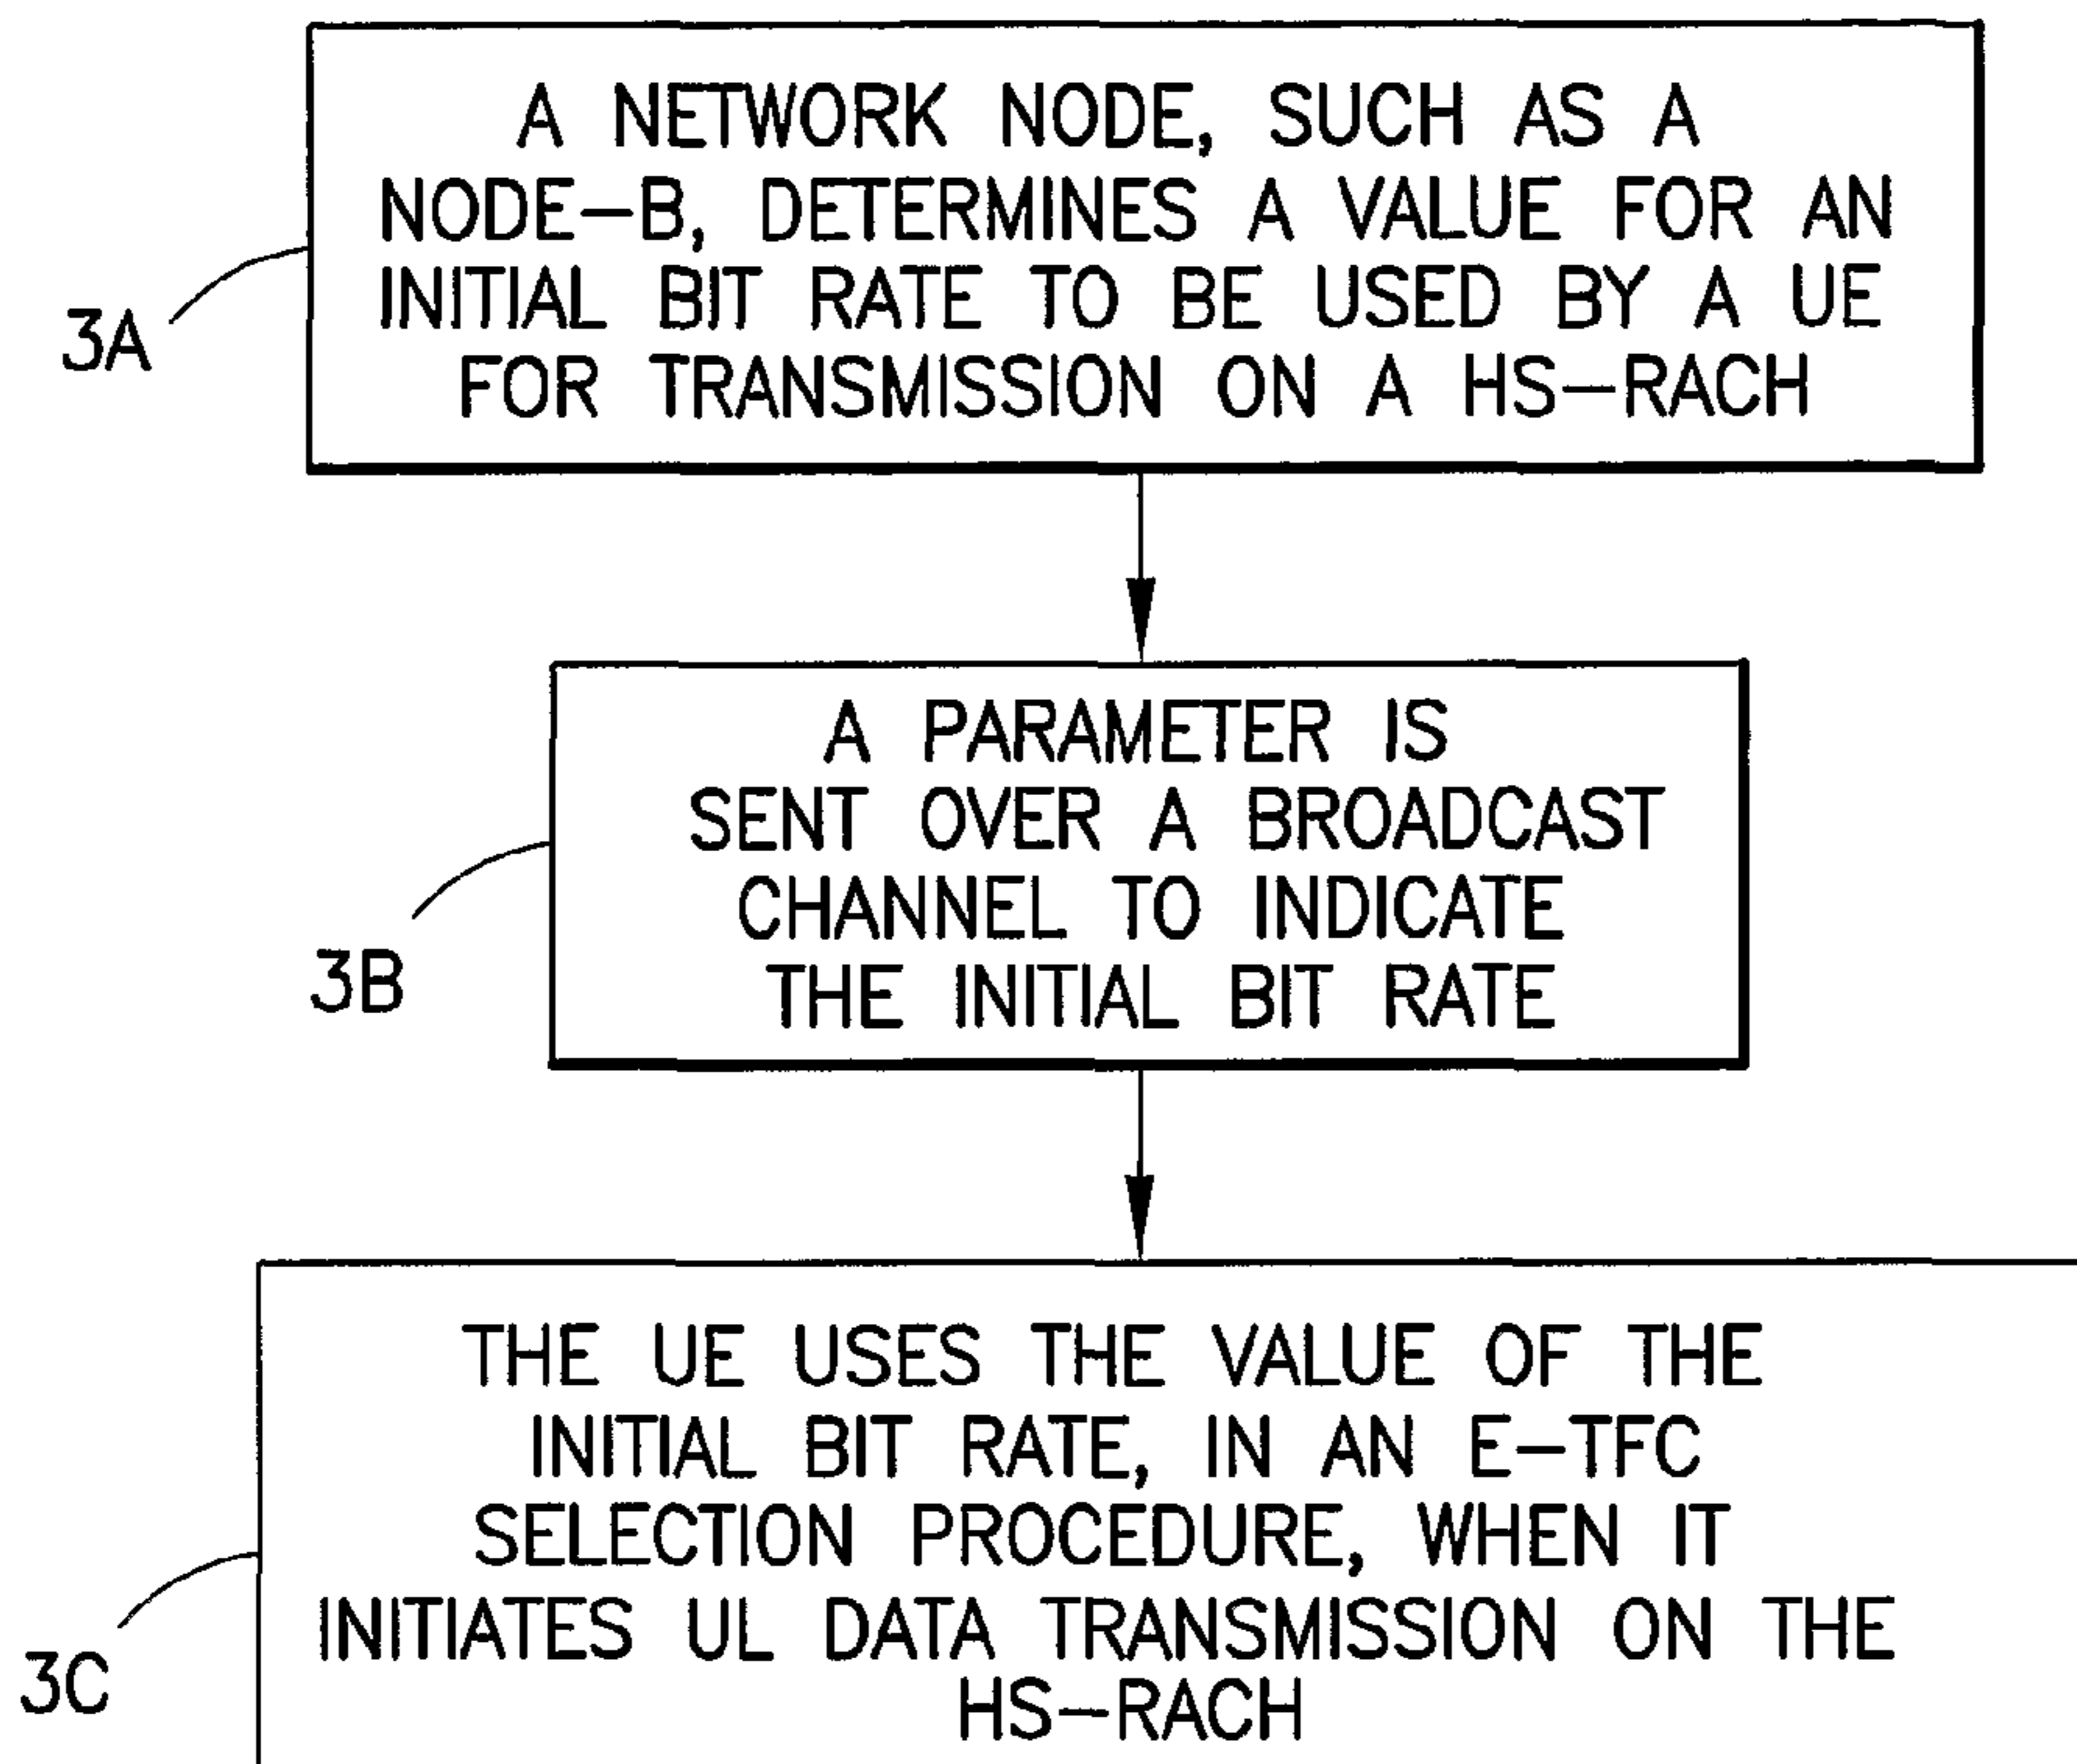 A NETWORK NODE, SUCH AS A
NODE-B, DETERMINES A VALUE FOR AN
INITIAL BIT RATE TO BE USED BY A UE
FOR TRANSMISSION ON A HS-RACH
3A
A PARAMETER IS
SENT OVER A BROADCAST
CHANNEL TO INDICATE
THE INITIAL BIT RATE
3B
THE UE USES THE VALUE OF THE
INITIAL BIT RATE, IN AN E-TFC
SELECTION PROCEDURE, WHEN IT
INITIATES UL DATA TRANSMISSION ON THE
HS-RACH
3C